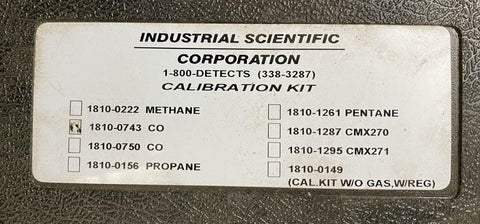 INDUSTRIAL SCIENTIFIC
CORPORATION
1-800-DETECTS (338-3287)
CALIBRATION KIT
1810-0222 METHANE
1810-0743 CO
1810-0750 CO
1810-0156 PROPANE
1810-1261 PENTANE
1810-1287 CMX270
1810-1295 CMX271
1810-0149
(CAL.KIT W/O GAS,W/REG)